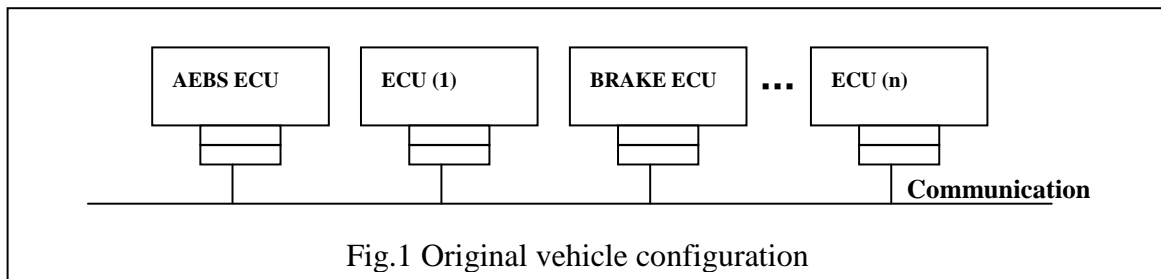 AEBS ECU ECU (1) BRAKE ECU ... ECU (n)
Communication
Fig.1 Original vehicle configuration